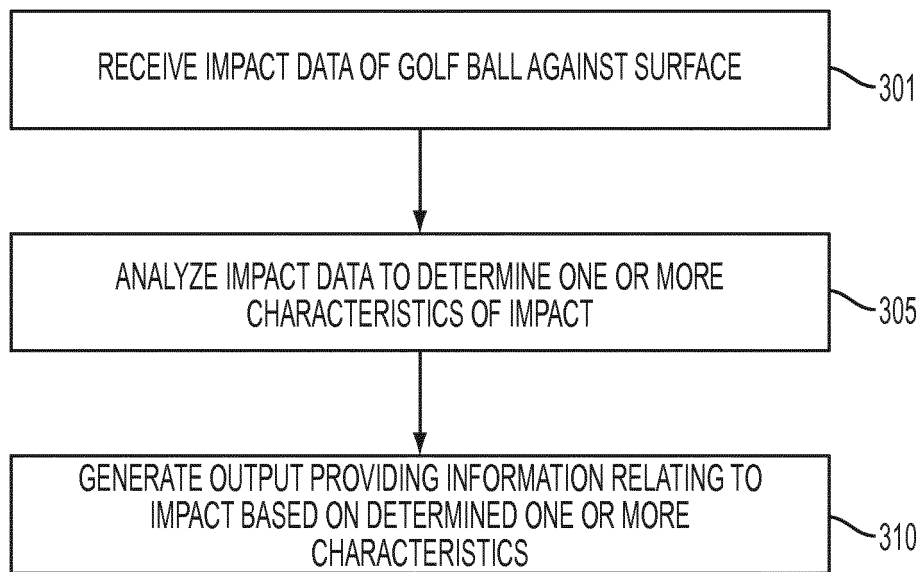 RECEIVE IMPACT DATA OF GOLF BALL AGAINST SURFACE
301
ANALYZE IMPACT DATA TO DETERMINE ONE OR MORE
CHARACTERISTICS OF IMPACT
305
GENERATE OUTPUT PROVIDING INFORMATION RELATING TO
IMPACT BASED ON DETERMINED ONE OR MORE
CHARACTERISTICS
310